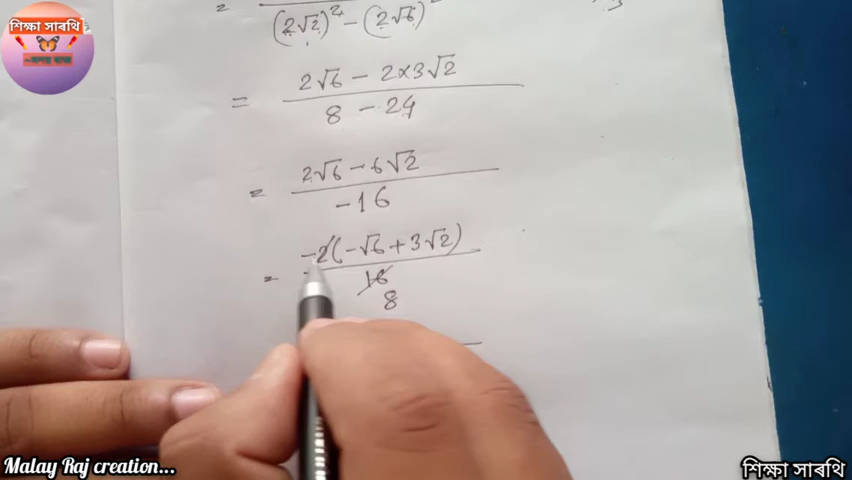 শিক্ষা সাৰথি
= (2√2)² - (2√6)²
= 2√6 - 2×3√2 / 8 - 24
= 2√6 - 6√2 / -16
= -2(-√6 + 3√2) / 16
8
Malay Raj creation...
শিক্ষা সাৰথি